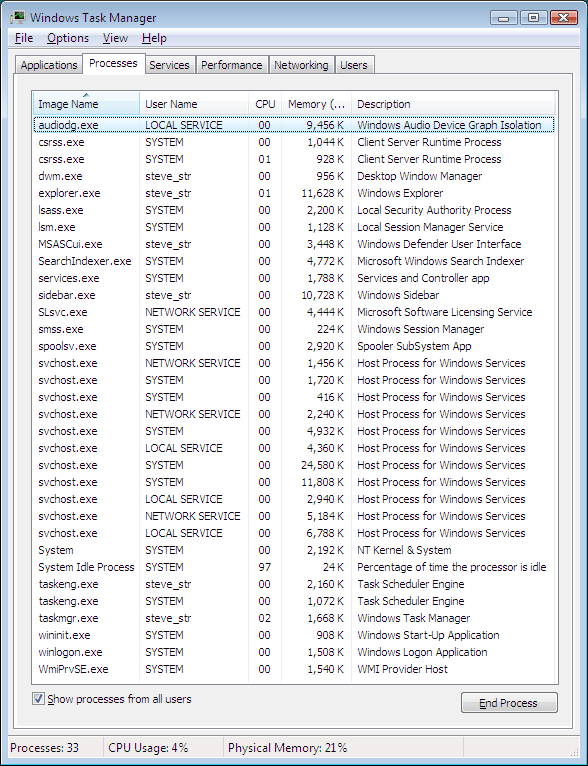 Windows Task Manager
File Options View Help
Applications Processes Services Performance Networking Users
Image Name User Name CPU Memory (... Description
audiodg.exe LOCAL SERVICE 00 9,456 K Windows Audio Device Graph Isolation
csrss.exe SYSTEM 00 1,044 K Client Server Runtime Process
csrss.exe SYSTEM 01 928 K Client Server Runtime Process
dwm.exe steve_str 00 956 K Desktop Window Manager
explorer.exe steve_str 01 11,628 K Windows Explorer
lsass.exe SYSTEM 00 2,200 K Local Security Authority Process
lsm.exe SYSTEM 00 1,128 K Local Session Manager Service
MSASCui.exe steve_str 00 3,448 K Windows Defender User Interface
SearchIndexer.exe SYSTEM 00 4,772 K Microsoft Windows Search Indexer
services.exe SYSTEM 00 1,788 K Services and Controller app
sidebar.exe steve_str 00 10,728 K Windows Sidebar
SLsvc.exe NETWORK SERVICE 00 4,444 K Microsoft Software Licensing Service
smss.exe SYSTEM 00 224 K Windows Session Manager
spoolsv.exe SYSTEM 00 2,920 K Spooler SubSystem App
svchost.exe NETWORK SERVICE 00 1,456 K Host Process for Windows Services
svchost.exe SYSTEM 00 1,720 K Host Process for Windows Services
svchost.exe SYSTEM 00 416 K Host Process for Windows Services
svchost.exe NETWORK SERVICE 00 2,240 K Host Process for Windows Services
svchost.exe SYSTEM 00 4,932 K Host Process for Windows Services
svchost.exe LOCAL SERVICE 00 4,360 K Host Process for Windows Services
svchost.exe SYSTEM 00 24,580 K Host Process for Windows Services
svchost.exe SYSTEM 00 11,808 K Host Process for Windows Services
svchost.exe LOCAL SERVICE 00 2,940 K Host Process for Windows Services
svchost.exe NETWORK SERVICE 00 5,184 K Host Process for Windows Services
svchost.exe LOCAL SERVICE 00 6,788 K Host Process for Windows Services
System SYSTEM 00 2,192 K NT Kernel & System
System Idle Process SYSTEM 97 24 K Percentage of time the processor is idle
taskeng.exe steve_str 00 2,160 K Task Scheduler Engine
taskeng.exe SYSTEM 00 1,072 K Task Scheduler Engine
taskmgr.exe steve_str 02 1,668 K Windows Task Manager
wininit.exe SYSTEM 00 908 K Windows Start-Up Application
winlogon.exe SYSTEM 00 1,508 K Windows Logon Application
WmiPrvSE.exe SYSTEM 00 1,540 K WMI Provider Host
Show processes from all users End Process
Processes: 33 CPU Usage: 4% Physical Memory: 21%